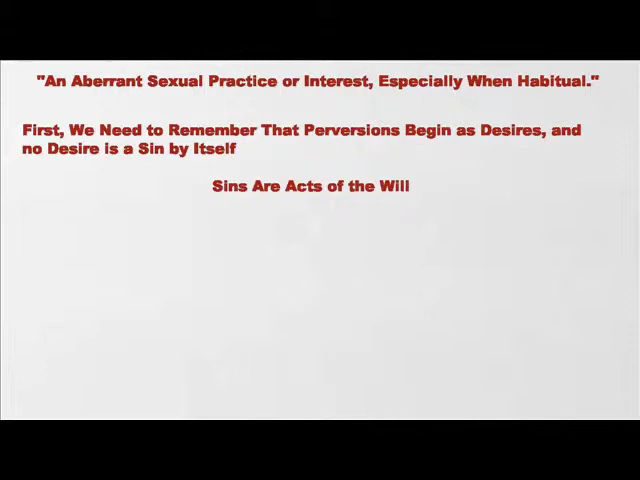 "An Aberrant Sexual Practice or Interest, Especially When Habitual."
First, We Need to Remember That Perversions Begin as Desires, and
no Desire is a Sin by Itself
Sins Are Acts of the Will